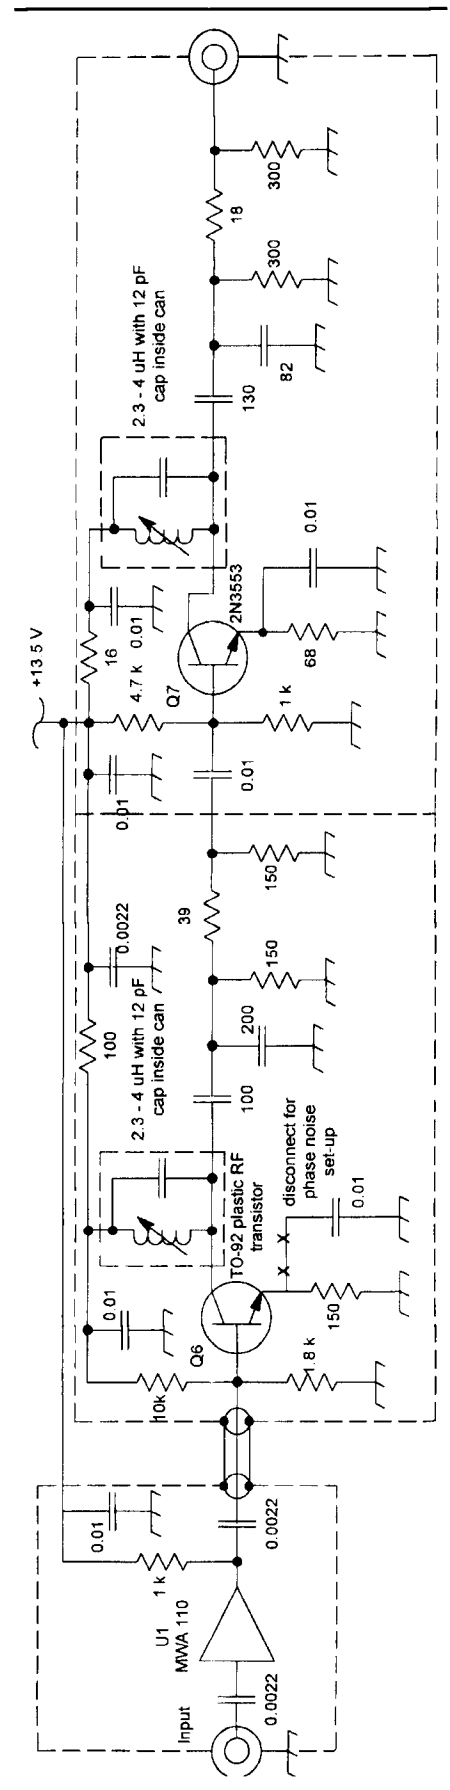 Input
0.0022
U1
MWA 110
1 k
0.01
0.0022
10k
1.8 k
0.01
Q6
TO-92 plastic RF
transistor
150
0.01
disconnect for
phase noise
set-up
2.3 - 4 uH with 12 pF
cap inside can
100
100
200
0.0022
150
39
150
0.01
0.01
+13 5 V
4.7 k
1 k
16
0.01
Q7
2N3553
68
0.01
2.3 - 4 uH with 12 pF
cap inside can
130
82
300
18
300